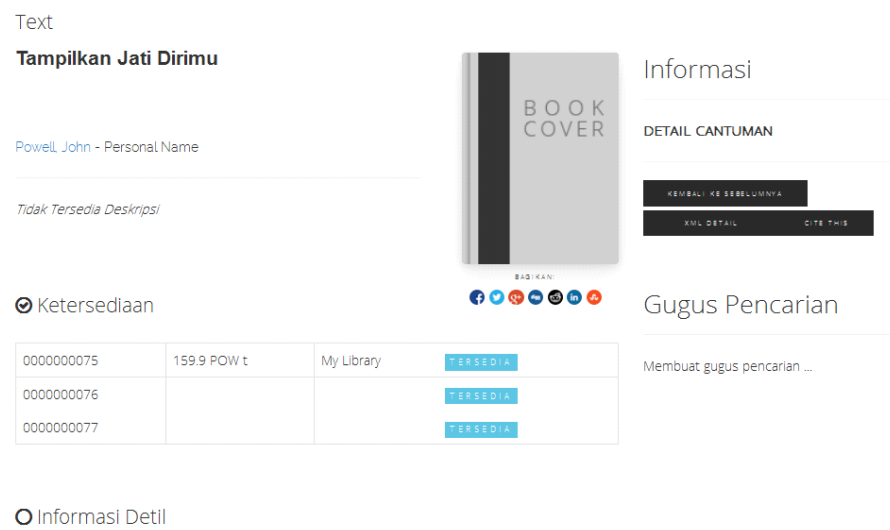 Text
Tampilkan Jati Dirimu
Powell, John - Personal Name
Tidak Tersedia Deskripsi
BOOK
COVER
BAGIKAN:
Informasi
DETAIL CANTUMAN
KEMBALI KE SEBELUMNYA
XML DETAIL CITE THIS
Ketersediaan
0000000075 159.9 POW t My Library TERSEDIA
0000000076 TERSEDIA
0000000077 TERSEDIA
Gugus Pencarian
Membuat gugus pencarian ...
Informasi Detil